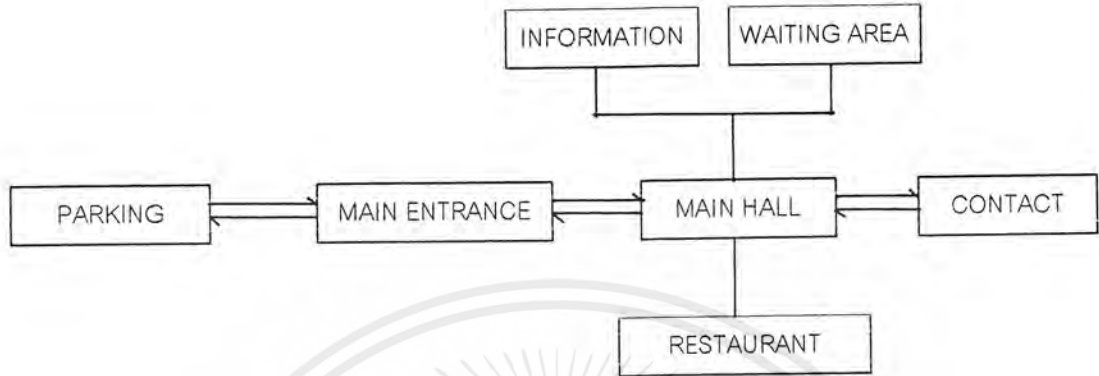 INFORMATION
WAITING AREA
PARKING
MAIN ENTRANCE
MAIN HALL
CONTACT
RESTAURANT